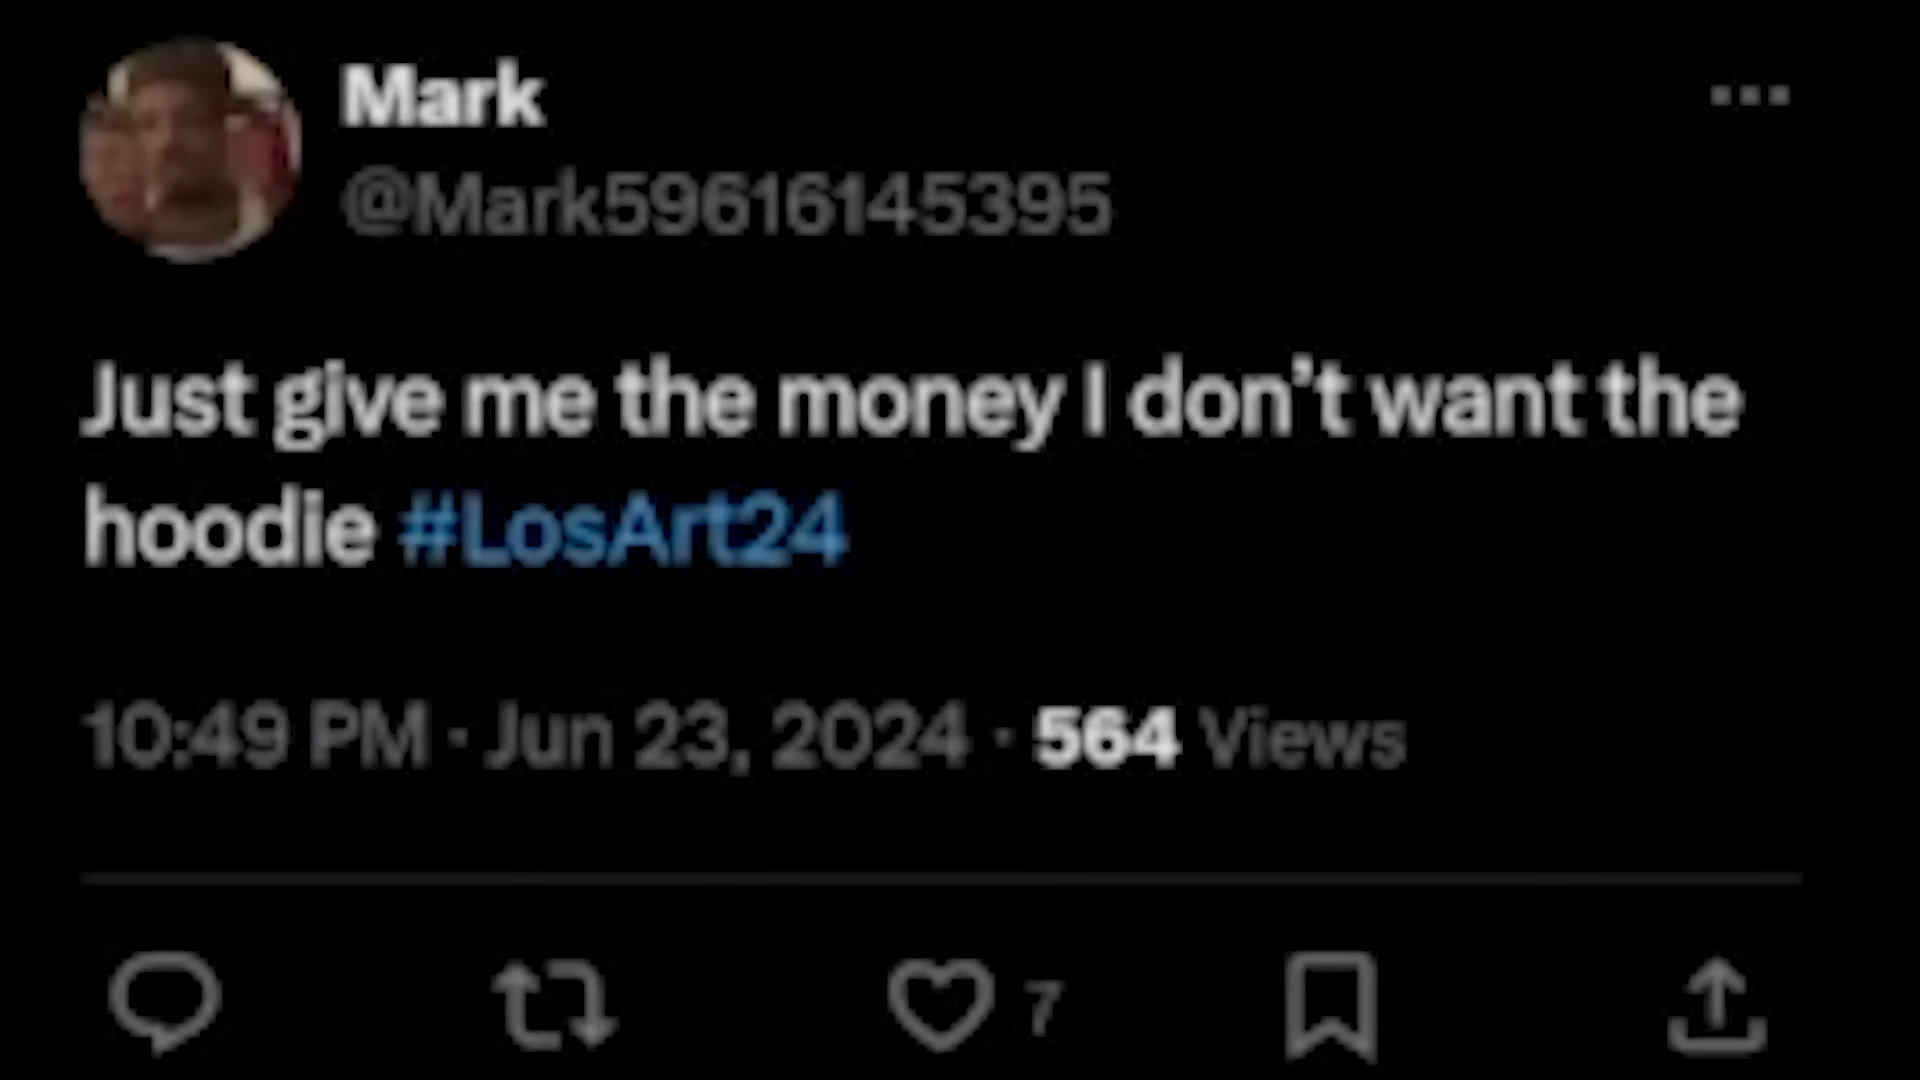 Mark
@Mark59616145395
Just give me the money I don’t want the
hoodie #LosArt24
10:49 PM · Jun 23, 2024 · 564 Views
7